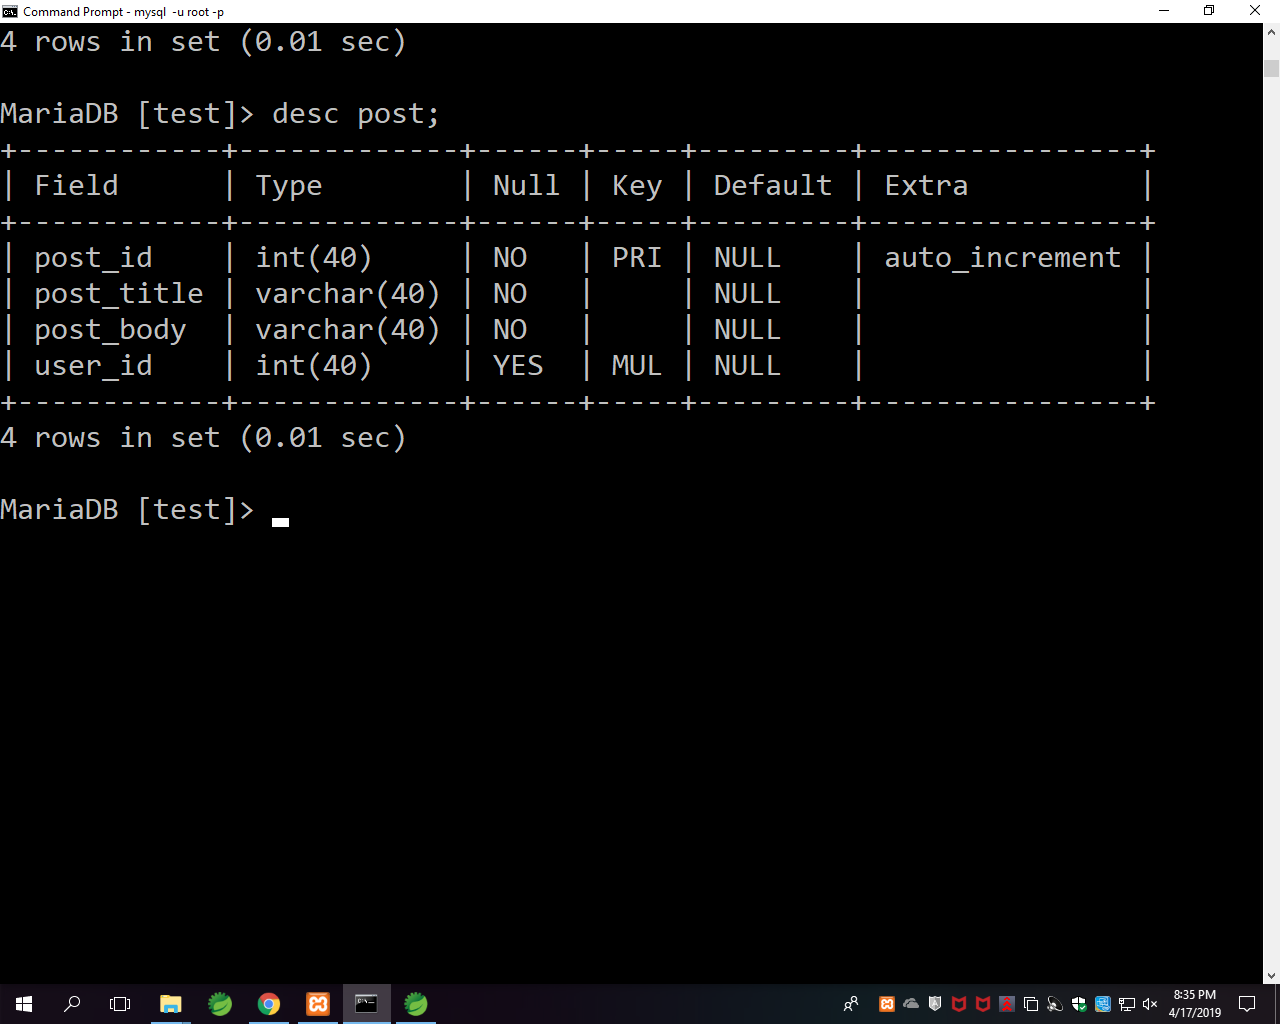 Command Prompt - mysql  -u root -p
4 rows in set (0.01 sec)
MariaDB [test]> desc post;
+------------+-------------+------+-----+---------+----------------+
| Field      | Type        | Null | Key | Default | Extra          |
+------------+-------------+------+-----+---------+----------------+
| post_id    | int(40)     | NO   | PRI | NULL    | auto_increment |
| post_title | varchar(40) | NO   |     | NULL    |                |
| post_body  | varchar(40) | NO   |     | NULL    |                |
| user_id    | int(40)     | YES  | MUL | NULL    |                |
+------------+-------------+------+-----+---------+----------------+
4 rows in set (0.01 sec)
MariaDB [test]>
8:35 PM
4/17/2019